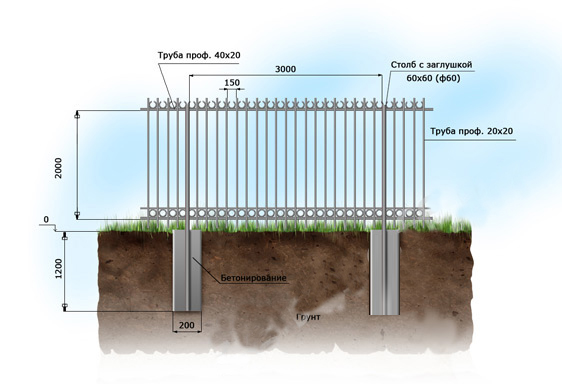 Труба проф. 40х20
3000
Столб с заглушкой
60х60 (ф60)
150
Труба проф. 20х20
2000
0
1200
Бетонирование
Грунт
200